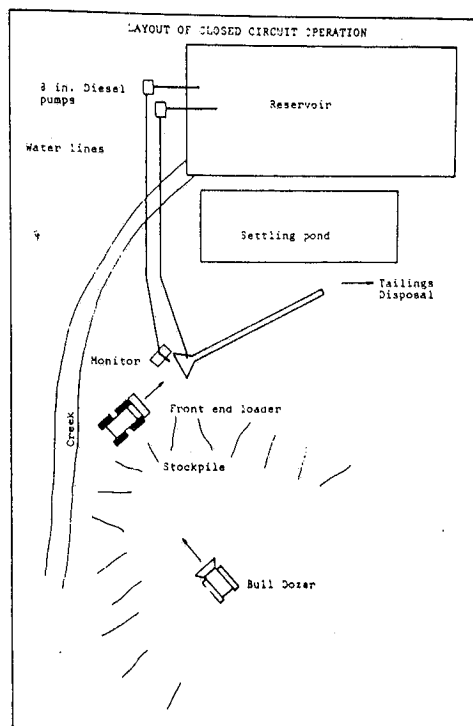 LAYOUT OF CLOSED CIRCUIT OPERATION
8 in. Diesel
pumps
Reservoir
Water lines
Settling pond
Tailings
Disposal
Monitor
Front end loader
Creek
Stockpile
Bull Dozer